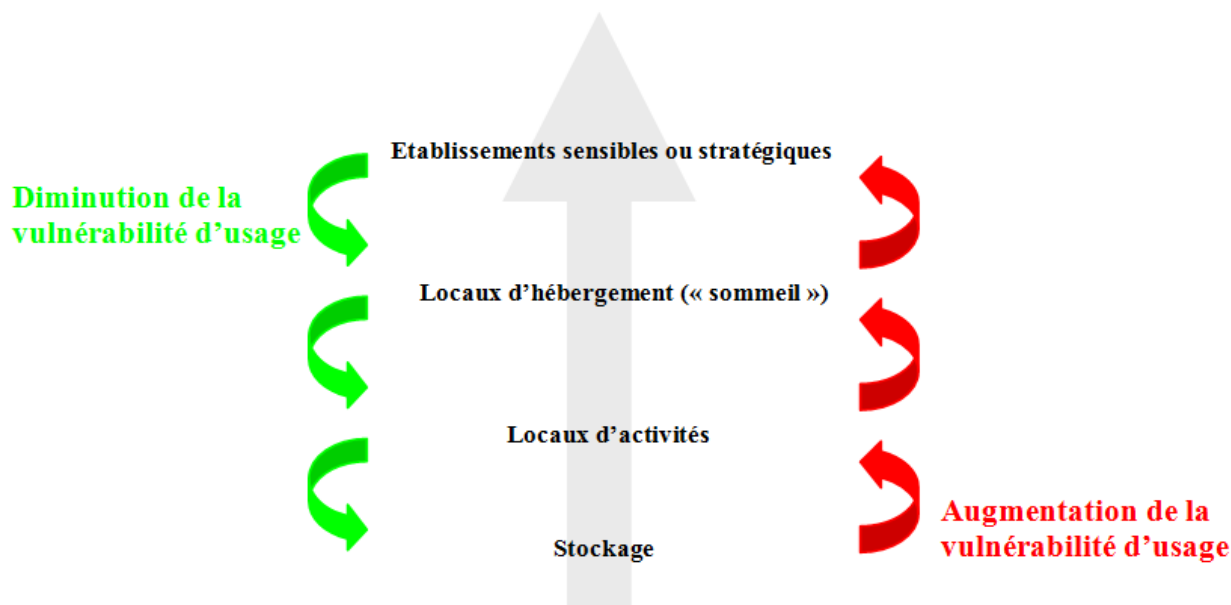 Etablissements sensibles ou stratégiques
Diminution de la
vulnérabilité d’usage
Locaux d’hébergement (« sommeil »)
Locaux d’activités
Augmentation de la
vulnérabilité d’usage
Stockage